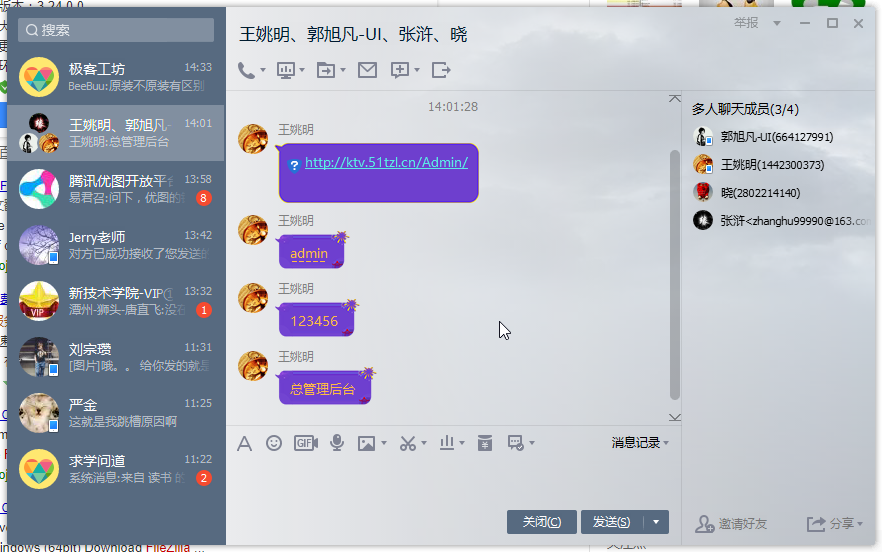 版本：3.24.0.0
搜索
极客工坊 14:33
BeeBuu:原装不原装有区别
王姚明、郭旭凡- 14:01
王姚明:总管理后台
腾讯优图开放平台 13:58
易君召:问下，优图的 8
Jerry老师 13:42
对方已成功接收了您发送的
新技术学院-VIP 13:32
潭州-狮头-唐直飞:没 1
刘宗瓒 11:31
[图片]哦。。 给你发的就是
严金 11:25
这就是我跳槽原因啊
求学问道 11:22
系统消息:来自 读书 的 2
王姚明、郭旭凡-UI、张浒、晓
举报
14:01:28
王姚明
http://ktv.51tzl.cn/Admin/
王姚明
admin
王姚明
123456
王姚明
总管理后台
GIF
消息记录
关闭(C) 发送(S)
多人聊天成员(3/4)
郭旭凡-UI(664127991)
王姚明(1442300373)
晓(2802214140)
张浒<zhanghu99990@163.com
邀请好友 分享
indows (64bit) Download FileZilla ...